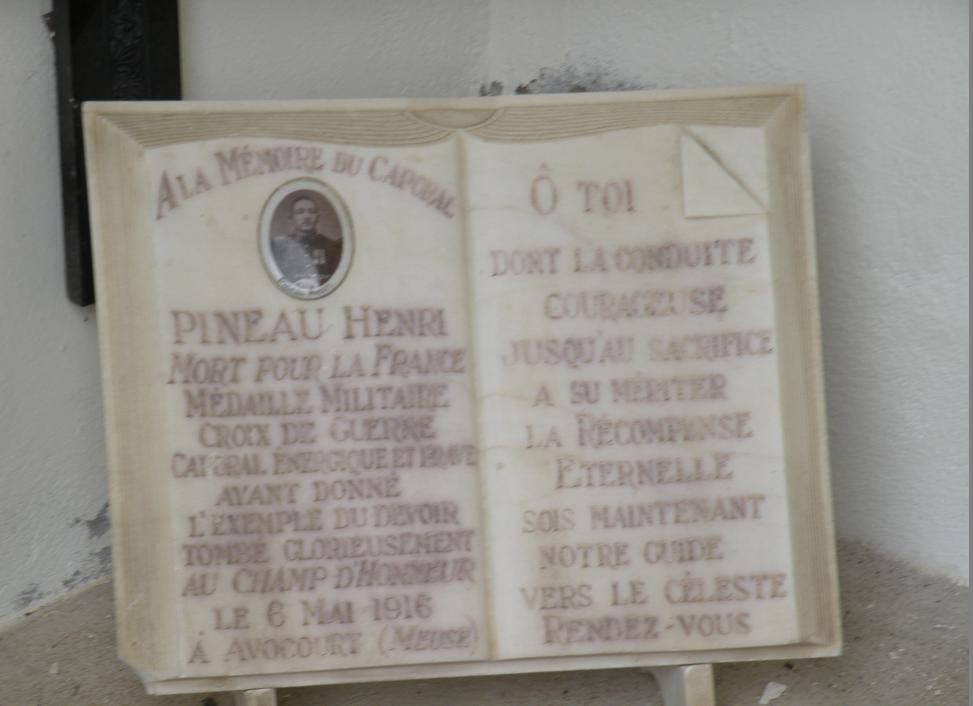 A LA MÉMOIRE DU CAPORAL
PINEAU HENRI
MORT POUR LA FRANCE
MÉDAILLE MILITAIRE
CROIX DE GUERRE
CAPORAL ÉNERGIQUE ET BRAVE
AYANT DONNÉ
L'EXEMPLE DU DEVOIR
TOMBÉ GLORIEUSEMENT
AU CHAMP D'HONNEUR
LE 6 MAI 1916
À AVOCOURT (MEUSE)
Ô TOI
DONT LA CONDUITE
COURAGEUSE
JUSQU'AU SACRIFICE
A SU MÉRITER
LA RÉCOMPENSE
ETERNELLE
SOIS MAINTENANT
NOTRE GUIDE
VERS LE CÉLESTE
RENDEZ-VOUS